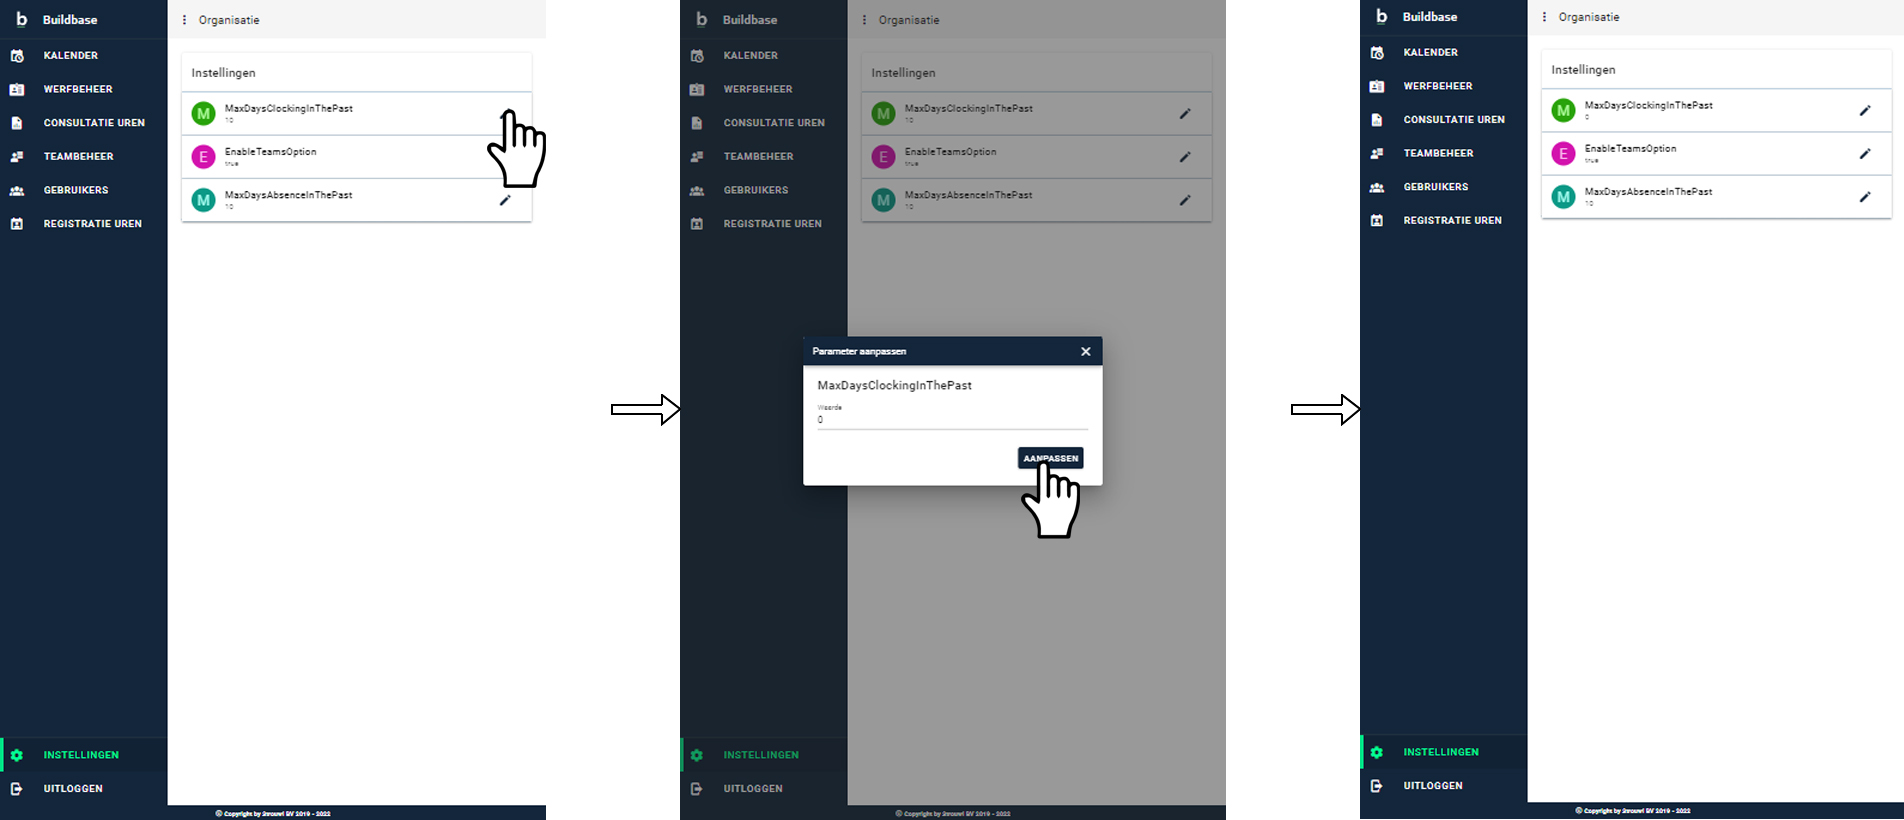 Buildbase
Organisatie
KALENDER
Instellingen
WERFBEHEER
MaxDaysClockingInThePast
10
CONSULTATIE UREN
EnableTeamsOption
true
TEAMBEHEER
GEBRUIKERS
MaxDaysAbsenceInThePast
10
REGISTRATIE UREN
INSTELLINGEN
UITLOGGEN
© Copyright by 3rouwl BV 2019 - 2022
Buildbase
Organisatie
KALENDER
Instellingen
WERFBEHEER
MaxDaysClockingInThePast
10
CONSULTATIE UREN
EnableTeamsOption
true
TEAMBEHEER
GEBRUIKERS
MaxDaysAbsenceInThePast
10
REGISTRATIE UREN
Parameter aanpassen
MaxDaysClockingInThePast
Waarde
0
AANPASSEN
INSTELLINGEN
UITLOGGEN
© Copyright by BV 2019 - 2022
Buildbase
Organisatie
KALENDER
Instellingen
WERFBEHEER
MaxDaysClockingInThePast
0
CONSULTATIE UREN
EnableTeamsOption
true
TEAMBEHEER
GEBRUIKERS
MaxDaysAbsenceInThePast
10
REGISTRATIE UREN
INSTELLINGEN
UITLOGGEN
© Copyright by BV 2019 - 2022